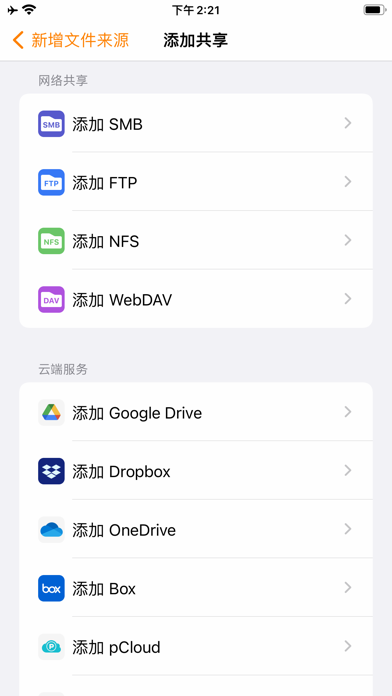 下午 2:21
新增文件来源
添加共享
网络共享
SMB
添加 SMB
FTP
添加 FTP
NFS
添加 NFS
DAV
添加 WebDAV
云端服务
添加 Google Drive
添加 Dropbox
添加 OneDrive
box
添加 Box
P
添加 pCloud